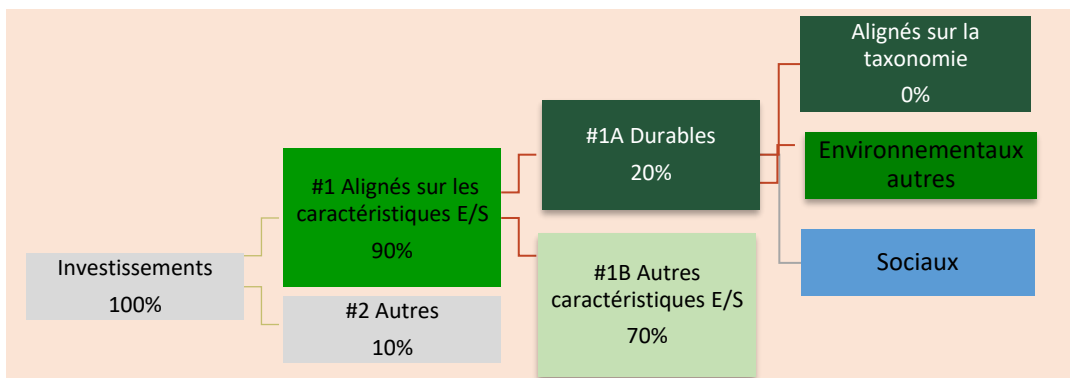 Investissements
100%
#1 Alignés sur les
caractéristiques E/S
90%
#2 Autres
10%
#1A Durables
20%
#1B Autres
caractéristiques E/S
70%
Alignés sur la
taxonomie
0%
Environnementaux
autres
Sociaux